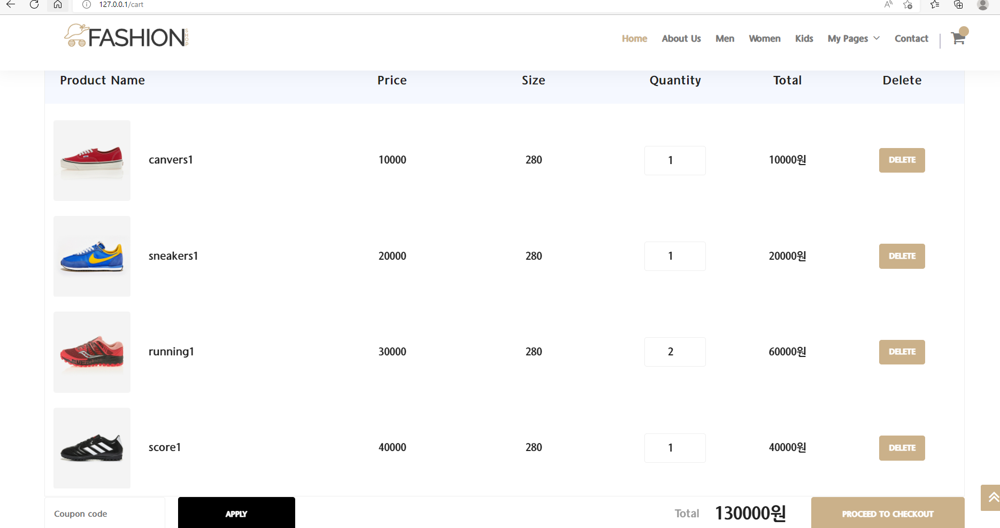 127.0.0.1/cart
FASHION SHOP
Home About Us Men Women Kids My Pages Contact
Product Name Price Size Quantity Total Delete
canvers1 10000 280 1 10000원 DELETE
sneakers1 20000 280 1 20000원 DELETE
running1 30000 280 2 60000원 DELETE
score1 40000 280 1 40000원 DELETE
Coupon code APPLY Total 130000원 PROCEED TO CHECKOUT